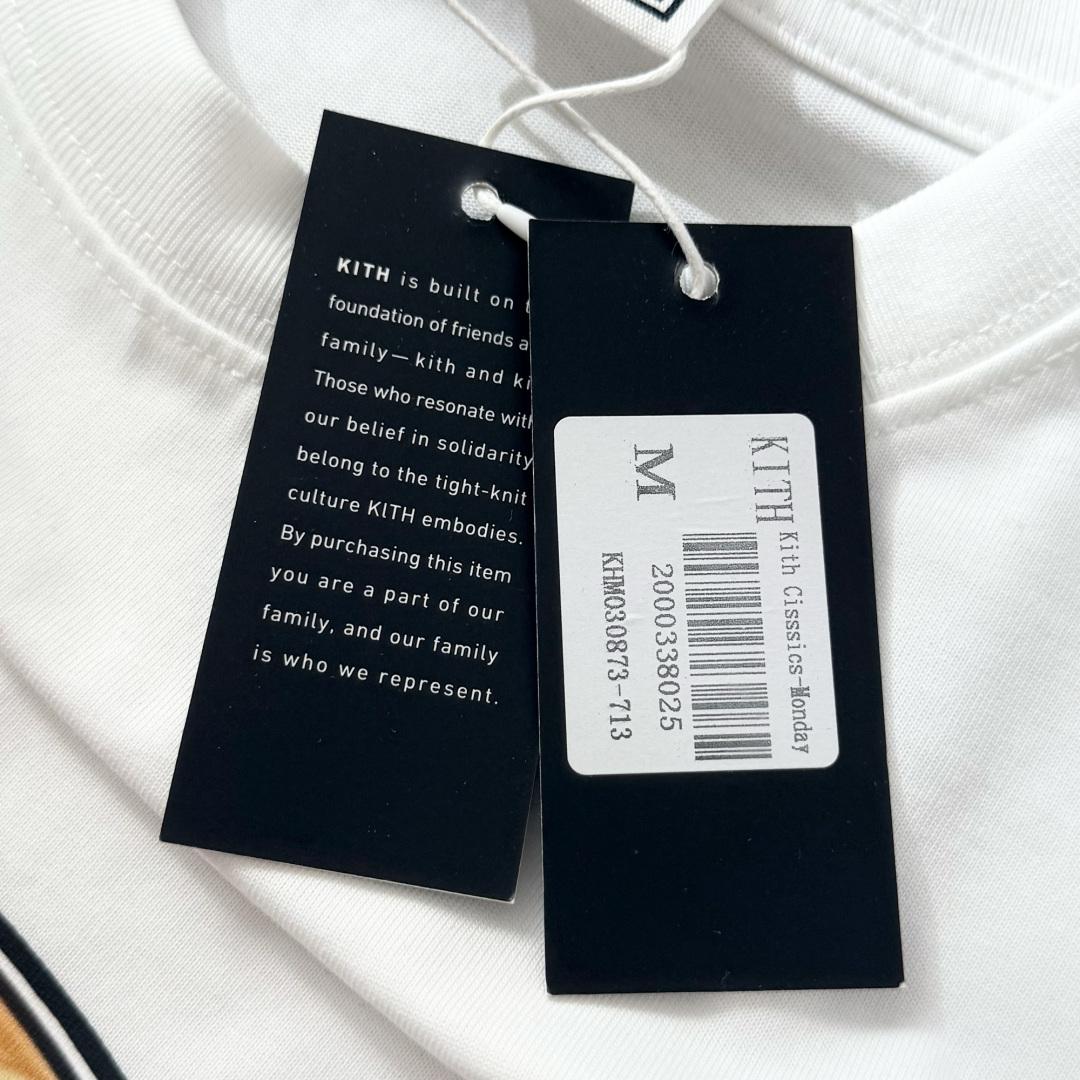 KITH is built on
foundation of friends
family—kith and
Those who resonate with
our belief in solidarity
belong to the tight-knit
culture KITH embodies.
By purchasing this item
you are a part of our
family, and our family
is who we represent.
KITH Kith Cisssics-Monday
2000338025
KHM030873-713
M